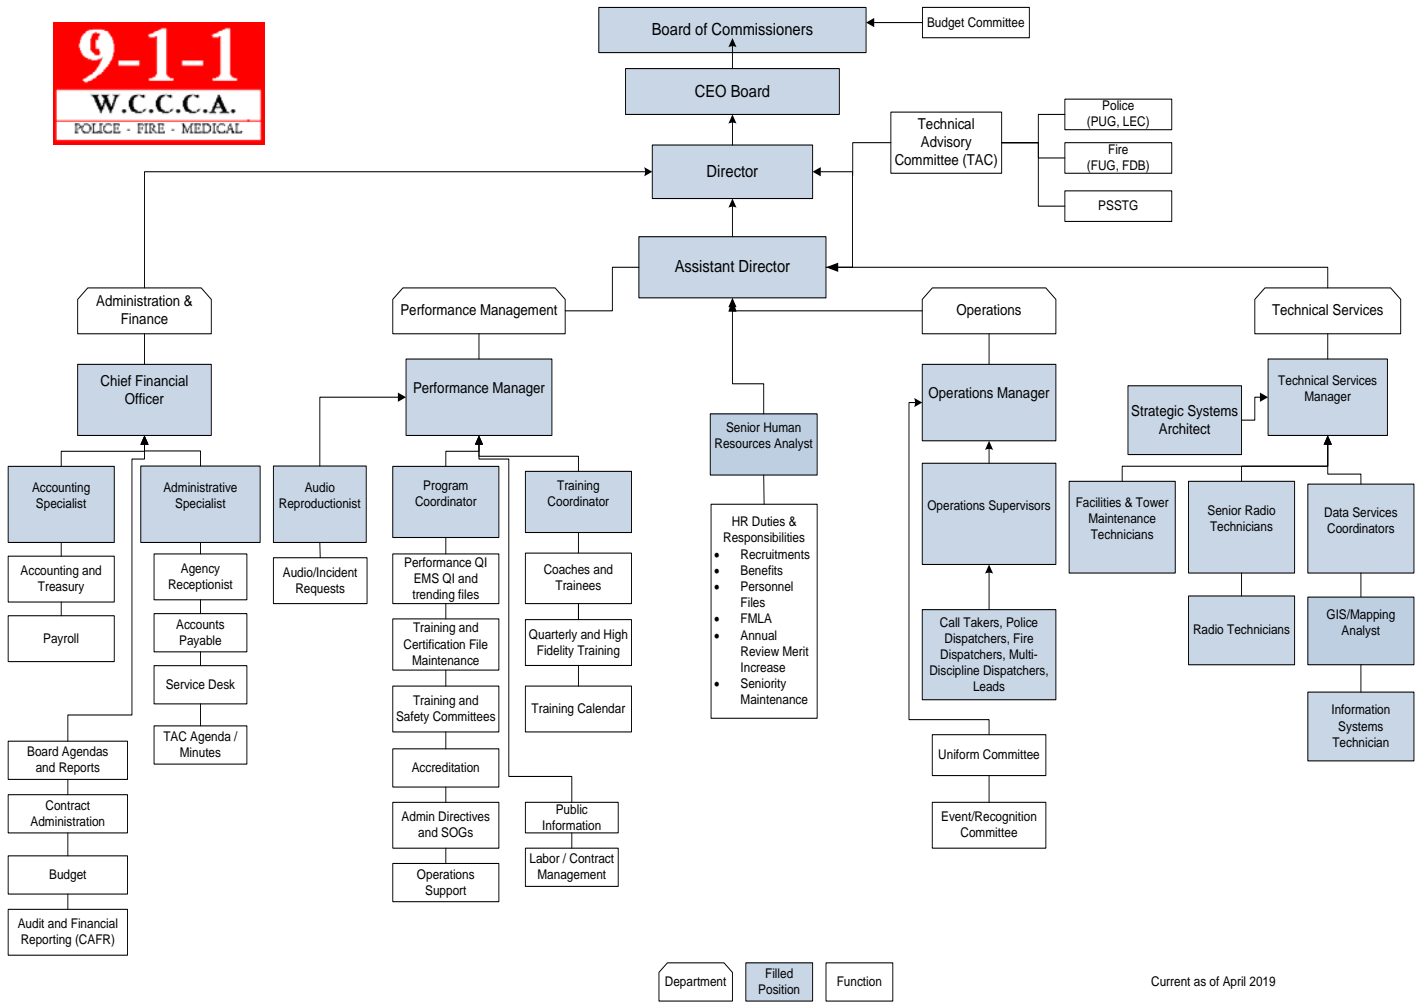 9-1-1
W.C.C.C.A.
POLICE - FIRE - MEDICAL
Board of Commissioners
Budget Committee
CEO Board
Technical
Advisory
Committee (TAC)
Police
(PUG, LEC)
Fire
(FUG, FDB)
PSSTG
Director
Assistant Director
Administration &
Finance
Performance Management
Operations
Technical Services
Chief Financial
Officer
Performance Manager
Senior Human
Resources Analyst
Operations Manager
Strategic Systems
Architect
Technical Services
Manager
Accounting
Specialist
Administrative
Specialist
Audio
Reproductionist
Program
Coordinator
Training
Coordinator
Operations Supervisors
Facilities & Tower
Maintenance
Technicians
Senior Radio
Technicians
Data Services
Coordinators
Accounting and
Treasury
Payroll
Agency
Receptionist
Accounts
Payable
Service Desk
TAC Agenda /
Minutes
Audio/Incident
Requests
Performance QI
EMS QI and
trending files
Training and
Certification File
Maintenance
Training and
Safety Committees
Accreditation
Admin Directives
and SOGs
Operations
Support
Coaches and
Trainees
Quarterly and High
Fidelity Training
Training Calendar
Public
Information
Labor / Contract
Management
HR Duties &
Responsibilities
• Recruitments
• Benefits
• Personnel
Files
• FMLA
• Annual
Review Merit
Increase
• Seniority
Maintenance
Call Takers, Police
Dispatchers, Fire
Dispatchers, Multi-
Discipline Dispatchers,
Leads
Uniform Committee
Event/Recognition
Committee
Radio Technicians
GIS/Mapping
Analyst
Information
Systems
Technician
Board Agendas
and Reports
Contract
Administration
Budget
Audit and Financial
Reporting (CAFR)
Department
Filled
Position
Function
Current as of April 2019